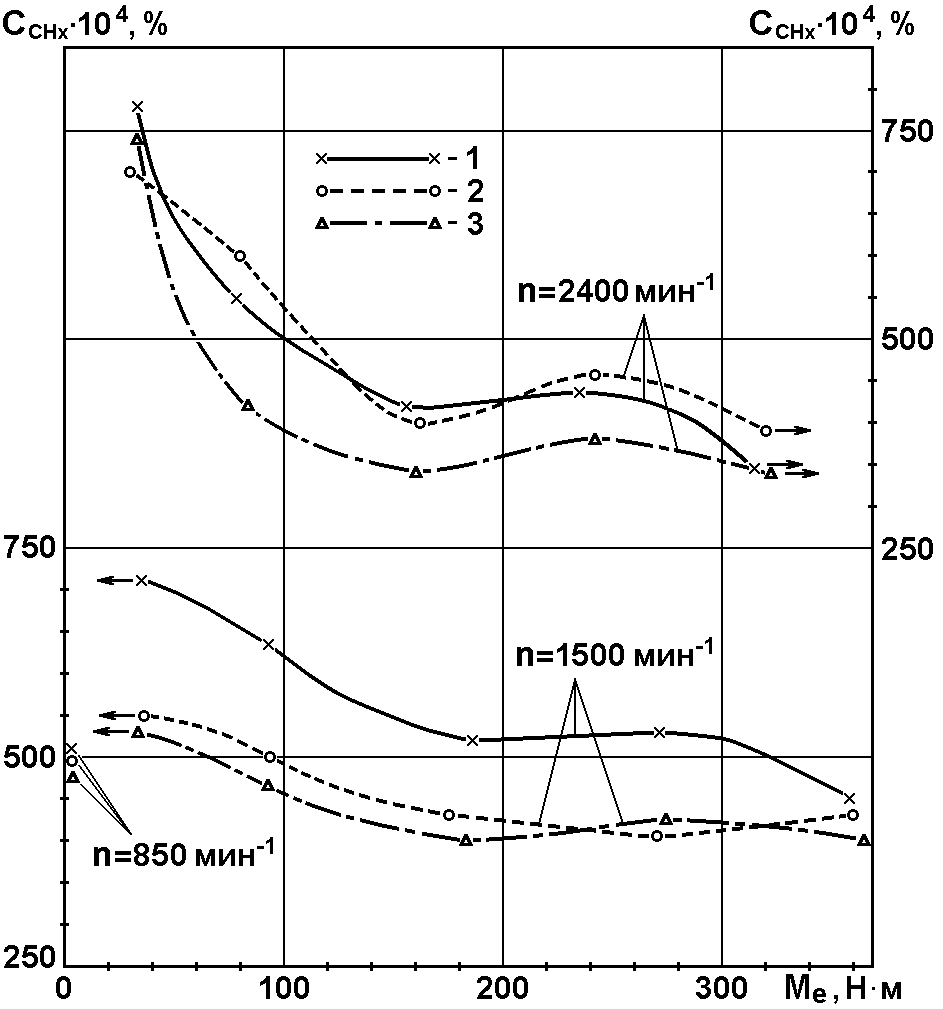 C_CHx·10⁴, %
C_CHx·10⁴, %
750
- 1
- 2
- 3
n=2400 мин⁻¹
500
750
250
n=1500 мин⁻¹
500
n=850 мин⁻¹
250
0
100
200
300
Mₑ, Н·м